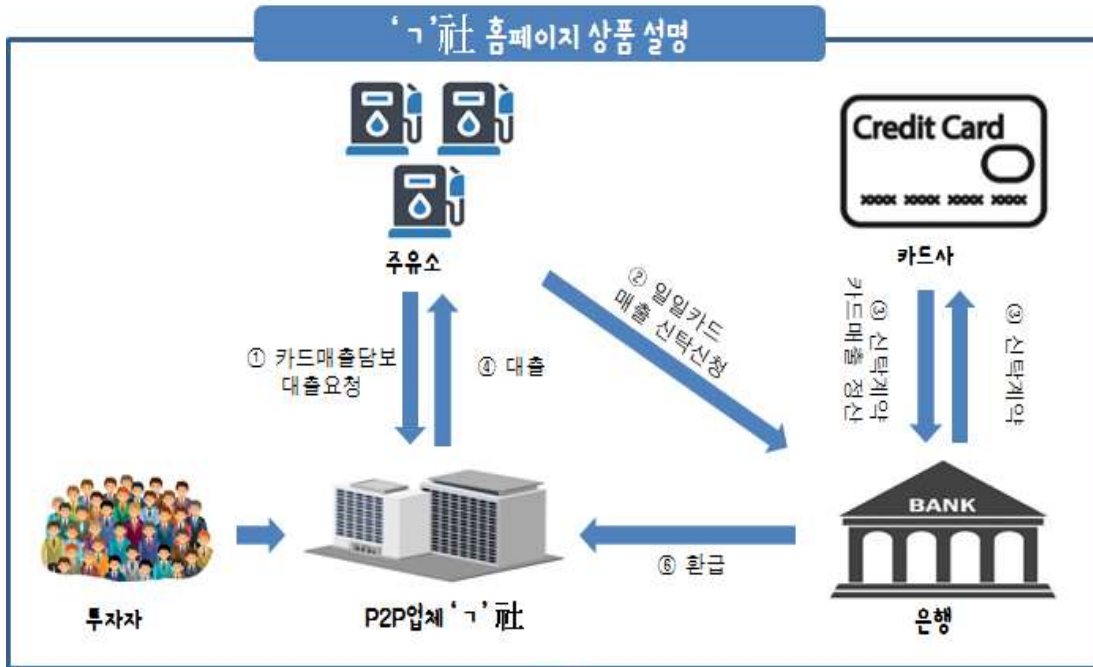 ‘ㄱ’社 홈페이지 상품 설명
주유소
Credit Card
xxxx xxxx xxxx xxxx
카드사
① 카드매출담보
대출요청
④ 대출
② 일일카드
매출 신탁신청
③ 신탁계약
카드매출 정산
③ 신탁계약
투자자
P2P업체 ‘ㄱ’社
⑥ 환급
BANK
은행